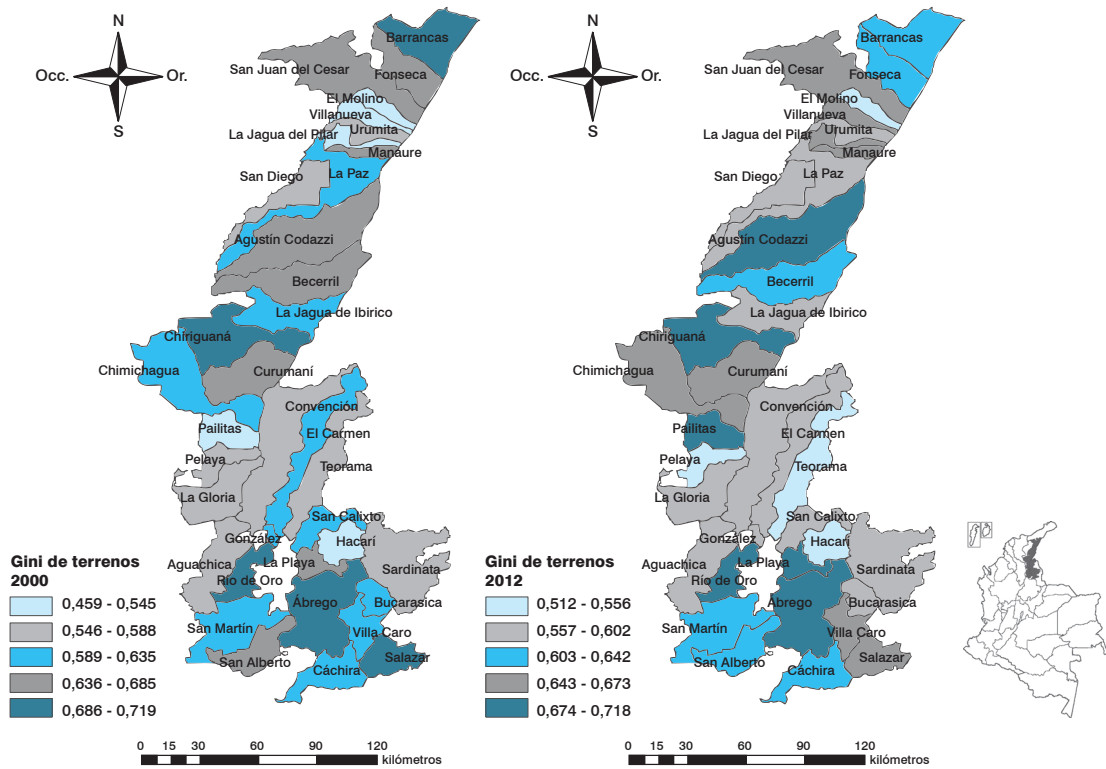 N
Occ.
Or.
S
Barrancas
San Juan del Cesar
Fonseca
El Molino
Villanueva
Urumita
La Jagua del Pilar
Manaure
La Paz
San Diego
Agustín Codazzi
Becerril
La Jagua de Ibirico
Chiriguaná
Chimichagua
Curumaní
Convención
Pailitas
El Carmen
Pelaya
Teorama
La Gloria
San Calixto
González
Hacarí
La Playa
Aguachica
Sardinata
Río de Oro
Ábrego
Bucarasica
San Martín
Villa Caro
San Alberto
Salazar
Cáchira
Gini de terrenos
2000
0,459 - 0,545
0,546 - 0,588
0,589 - 0,635
0,636 - 0,685
0,686 - 0,719
0 15 30 60 90 120
kilómetros
N
Occ.
Or.
S
Barrancas
San Juan del Cesar
Fonseca
El Molino
Villanueva
Urumita
La Jagua del Pilar
Manaure
La Paz
San Diego
Agustín Codazzi
Becerril
La Jagua de Ibirico
Chiriguaná
Chimichagua
Curumaní
Convención
Pailitas
El Carmen
Pelaya
Teorama
La Gloria
San Calixto
González
Hacarí
La Playa
Aguachica
Sardinata
Río de Oro
Ábrego
Bucarasica
San Martín
Villa Caro
San Alberto
Salazar
Cáchira
Gini de terrenos
2012
0,512 - 0,556
0,557 - 0,602
0,603 - 0,642
0,643 - 0,673
0,674 - 0,718
0 15 30 60 90 120
kilómetros